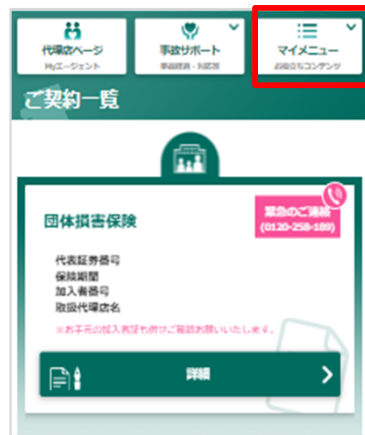 代理店ページ
Myエージェント
事故サポート
事故経過・対応等
マイメニュー
お役立ちコンテンツ
ご契約一覧
団体損害保険
緊急のご連絡
(0120-258-189)
代表証券番号
保険期間
加入者番号
取扱代理店名
※お手元の加入者証も併せご確認お願いいたします。
詳細